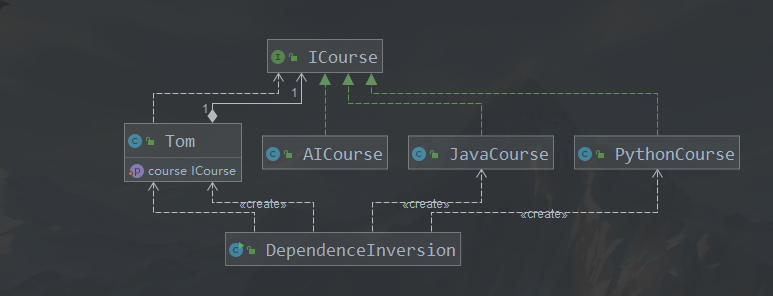 ICourse
1
1
Tom
course ICourse
AICourse
JavaCourse
PythonCourse
«create»
«create»
«create»
DependenceInversion